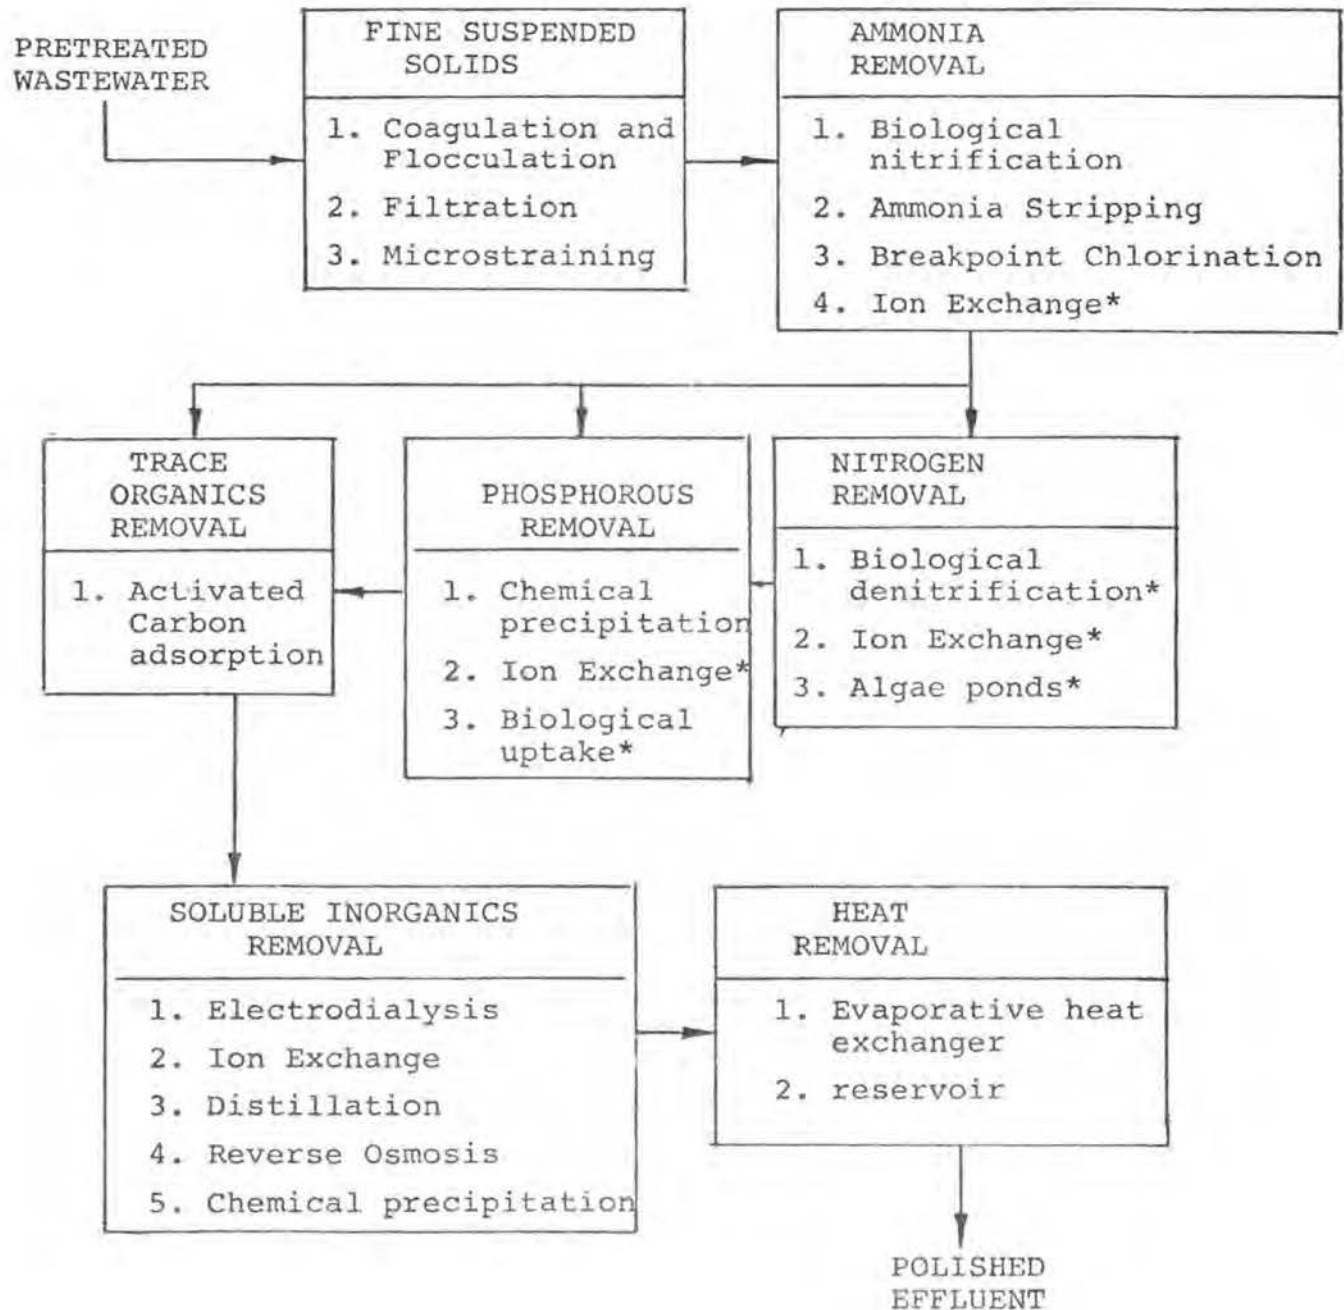 PRETREATED
WASTEWATER
FINE SUSPENDED
SOLIDS
1. Coagulation and
Flocculation
2. Filtration
3. Microstraining
AMMONIA
REMOVAL
1. Biological
nitrification
2. Ammonia Stripping
3. Breakpoint Chlorination
4. Ion Exchange*
TRACE
ORGANICS
REMOVAL
1. Activated
Carbon
adsorption
PHOSPHOROUS
REMOVAL
1. Chemical
precipitation
2. Ion Exchange*
3. Biological
uptake*
NITROGEN
REMOVAL
1. Biological
denitrification*
2. Ion Exchange*
3. Algae ponds*
SOLUBLE INORGANICS
REMOVAL
1. Electrodialysis
2. Ion Exchange
3. Distillation
4. Reverse Osmosis
5. Chemical precipitation
HEAT
REMOVAL
1. Evaporative heat
exchanger
2. reservoir
POLISHED
EFFLUENT